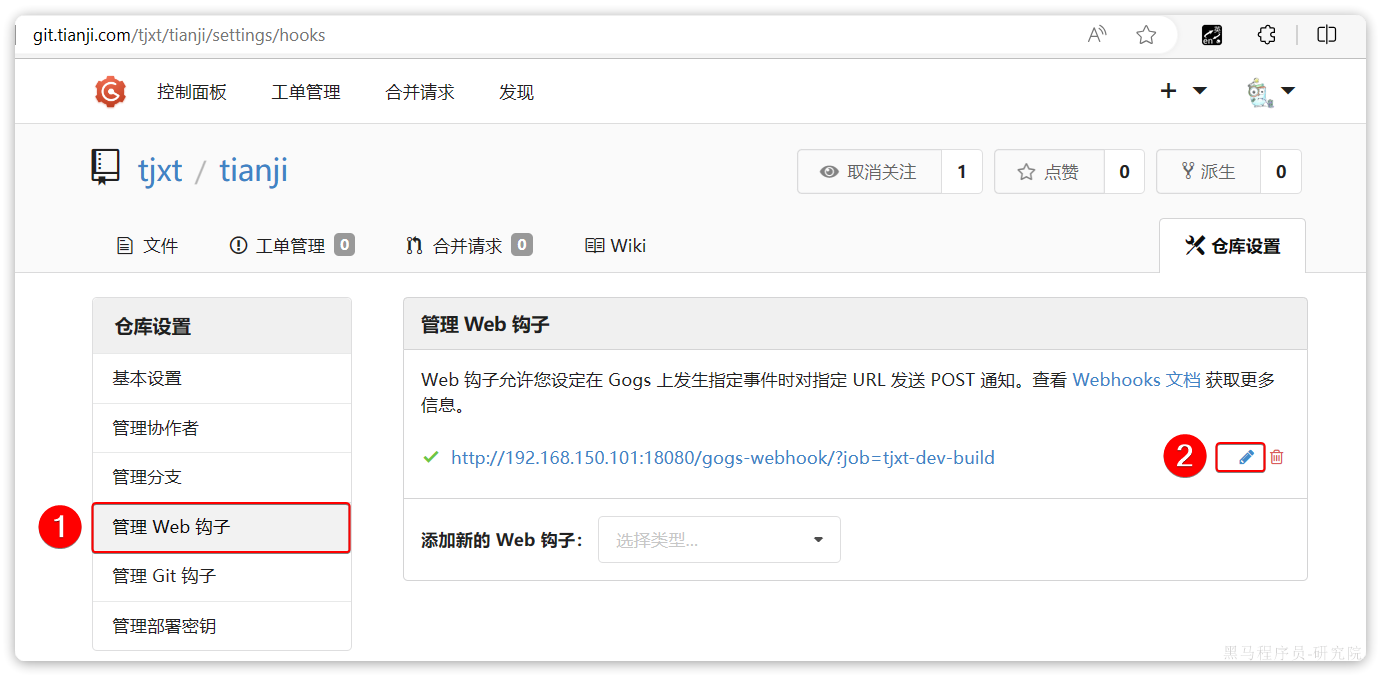 git.tianji.com/tjxt/tianji/settings/hooks
控制面板 工单管理 合并请求 发现
tjxt / tianji
取消关注 1 点赞 0 派生 0
文件 工单管理 0 合并请求 0 Wiki 仓库设置
仓库设置
基本设置
管理协作者
管理分支
1 管理 Web 钩子
管理 Git 钩子
管理部署密钥
管理 Web 钩子
Web 钩子允许您设定在 Gogs 上发生指定事件时对指定 URL 发送 POST 通知。查看 Webhooks 文档 获取更多
信息。
http://192.168.150.101:18080/gogs-webhook/?job=tjxt-dev-build 2
添加新的 Web 钩子： 选择类型...
黑马程序员-研究院